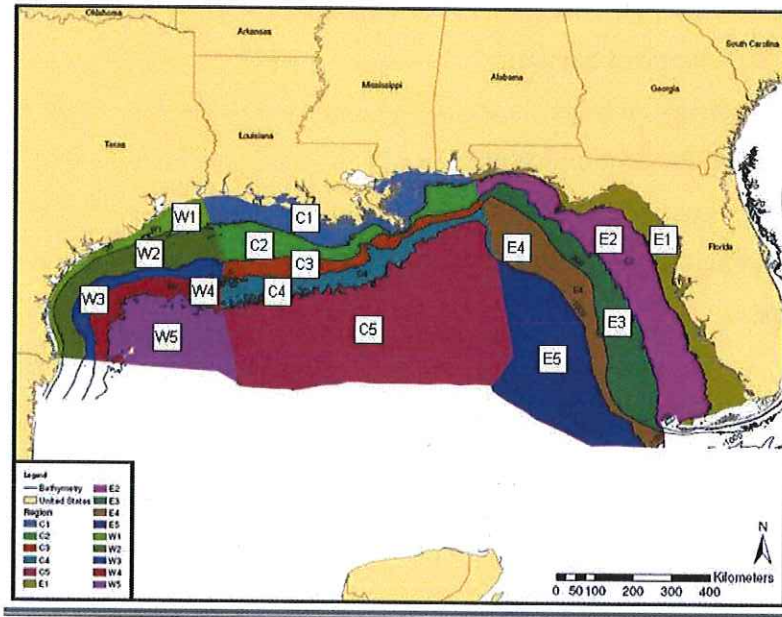 Oklahoma
Arkansas
South Carolina
Mississippi
Alabama
Georgia
Texas
Louisiana
Florida
W1
C1
W2
C2
E2
E1
C3
E4
W3
W4
C4
E3
W5
C5
E5
Legend
Bathymetry
United States
Region
C1
C2
C3
C4
C5
E1
E2
E3
E4
E5
W1
W2
W3
W4
W5
N
Kilometers
0 50 100 200 300 400